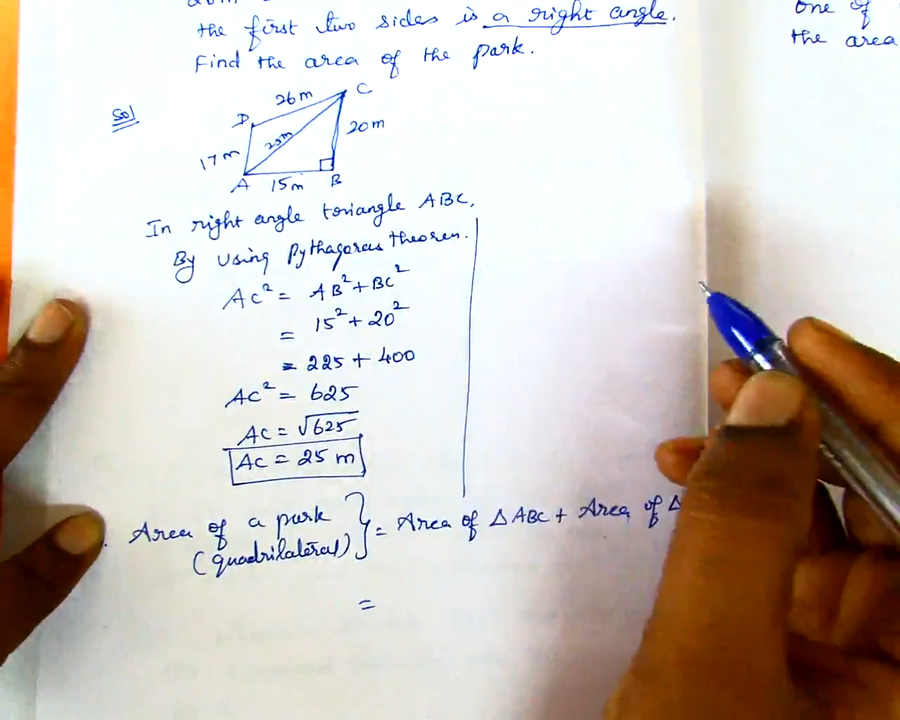 the first two sides is a right angle.
Find the area of the park.
one of
the area
Sol
26m
C
D
25m
20m
17m
A
15m
B
In right angle triangle ABC,
By using Pythagoras theorem.
AC² = AB² + BC²
= 15² + 20²
= 225 + 400
AC² = 625
AC = √625
AC = 25 m
Area of a park } = Area of ΔABC + Area of Δ
(quadrilateral)
=